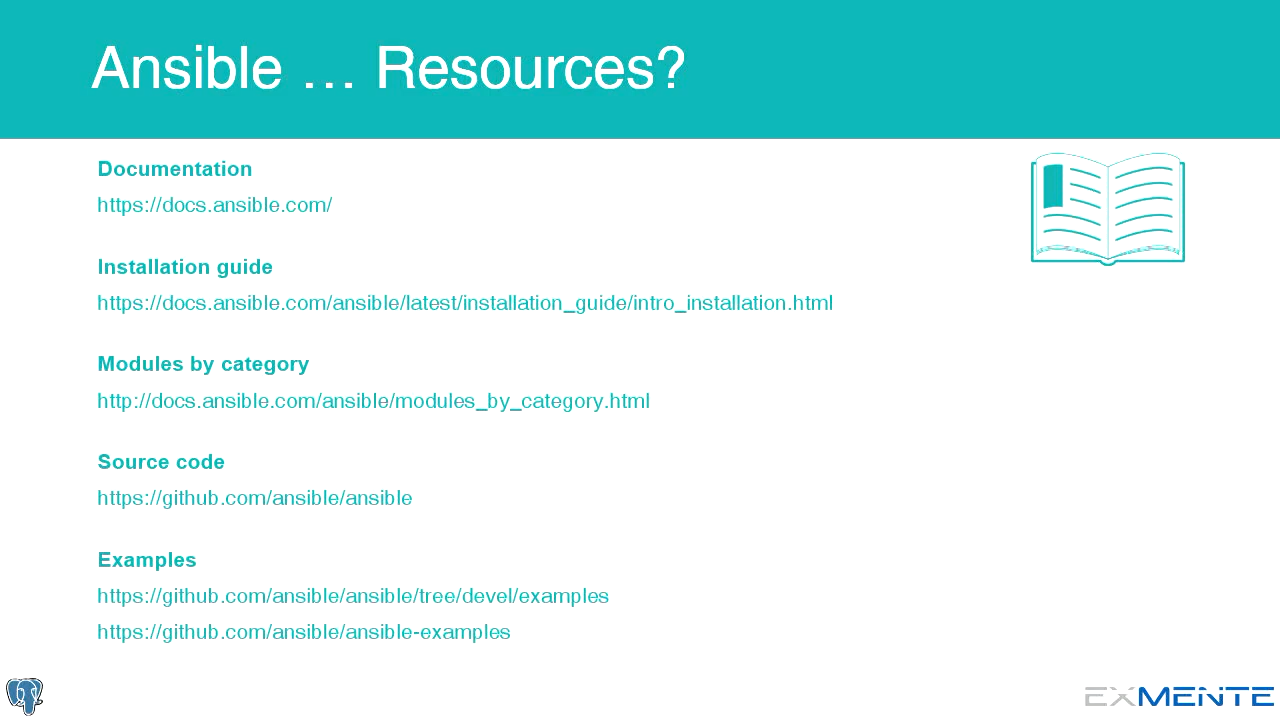 Ansible … Resources?
Documentation
https://docs.ansible.com/
Installation guide
https://docs.ansible.com/ansible/latest/installation_guide/intro_installation.html
Modules by category
http://docs.ansible.com/ansible/modules_by_category.html
Source code
https://github.com/ansible/ansible
Examples
https://github.com/ansible/ansible/tree/devel/examples
https://github.com/ansible/ansible-examples
EXMENTE